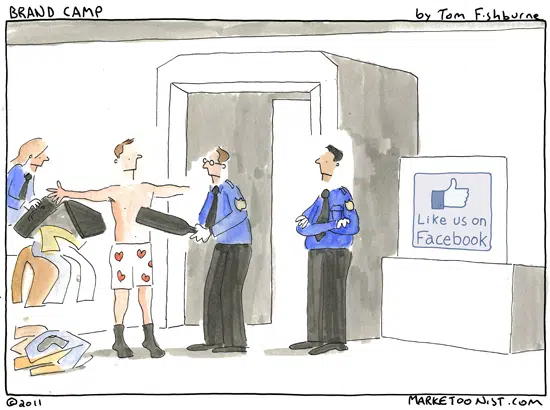 BRAND CAMP
by Tom Fishburne
Like us on
Facebook
©2011
MARKETOONIST.COM